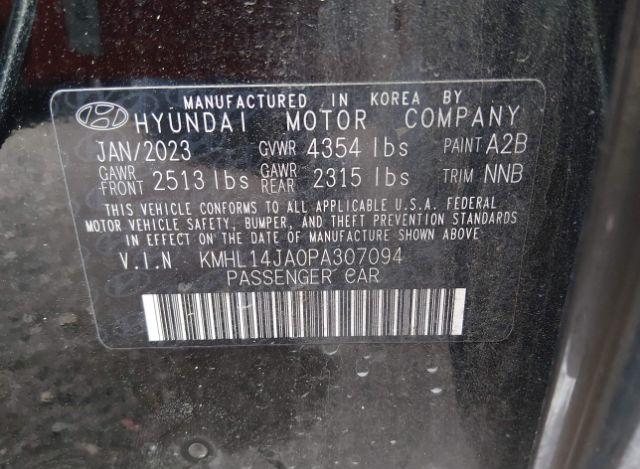 MANUFACTURED IN KOREA BY
HYUNDAI MOTOR COMPANY
JAN/2023 GVWR 4354 lbs PAINT A2B
GAWR FRONT 2513 lbs GAWR REAR 2315 lbs TRIM NNB
THIS VEHICLE CONFORMS TO ALL APPLICABLE U.S.A. FEDERAL
MOTOR VEHICLE SAFETY, BUMPER, AND THEFT PREVENTION STANDARDS
IN EFFECT ON THE DATE OF MANUFACTURE SHOWN ABOVE
V.I.N KMHL14JA0PA307094
PASSENGER CAR